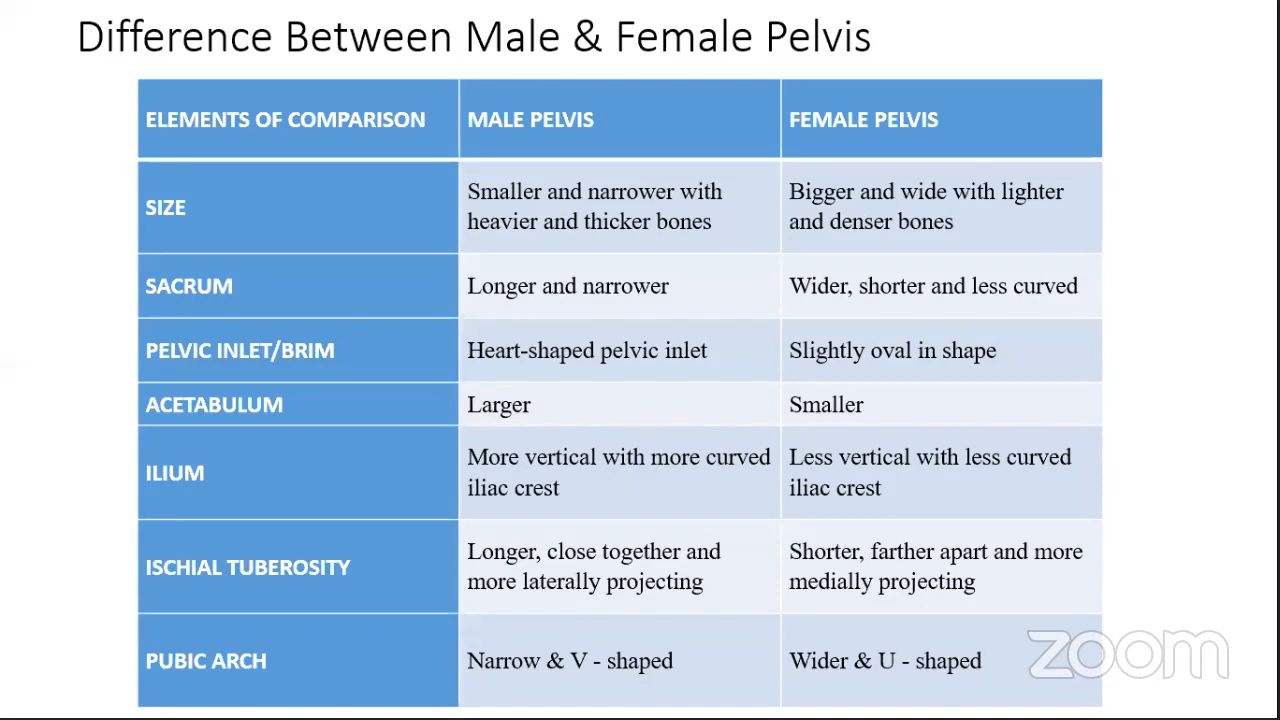 Difference Between Male & Female Pelvis
ELEMENTS OF COMPARISON
MALE PELVIS
FEMALE PELVIS
SIZE
Smaller and narrower with
heavier and thicker bones
Bigger and wide with lighter
and denser bones
SACRUM
Longer and narrower
Wider, shorter and less curved
PELVIC INLET/BRIM
Heart-shaped pelvic inlet
Slightly oval in shape
ACETABULUM
Larger
Smaller
ILIUM
More vertical with more curved
iliac crest
Less vertical with less curved
iliac crest
ISCHIAL TUBEROSITY
Longer, close together and
more laterally projecting
Shorter, farther apart and more
medially projecting
PUBIC ARCH
Narrow & V - shaped
Wider & U - shaped
zoom